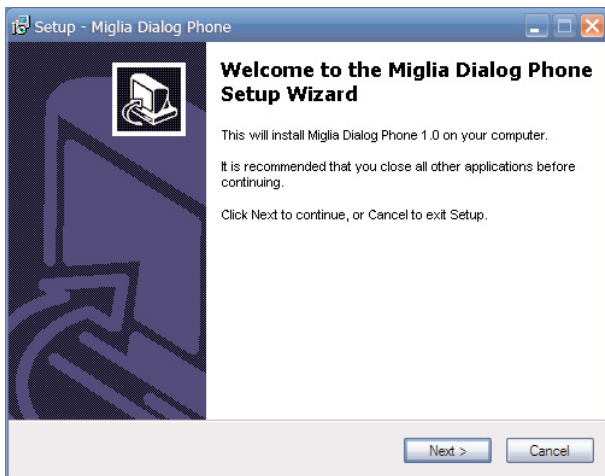 Setup - Miglia Dialog Phone
Welcome to the Miglia Dialog Phone
Setup Wizard
This will install Miglia Dialog Phone 1.0 on your computer.
It is recommended that you close all other applications before
continuing.
Click Next to continue, or Cancel to exit Setup.
Next >
Cancel